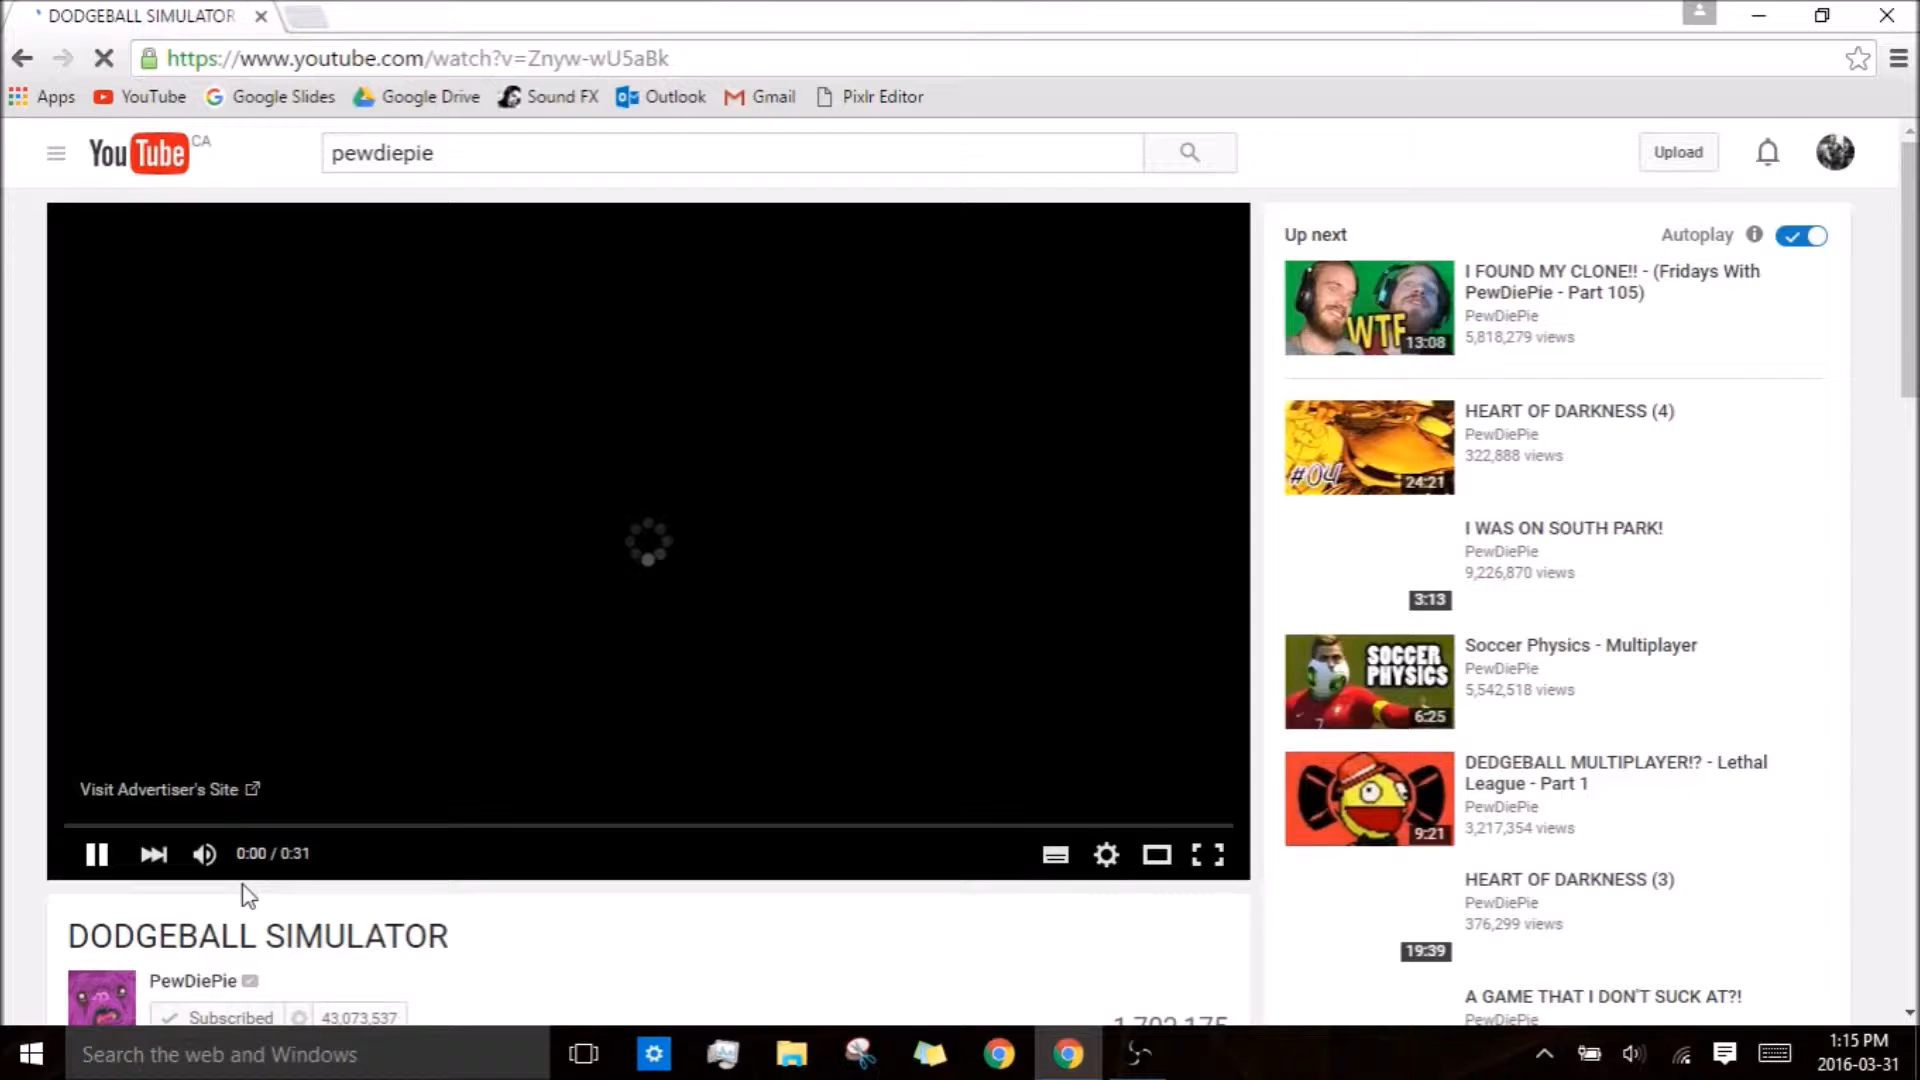 DODGEBALL SIMULATOR
https://www.youtube.com/watch?v=Znyw-wU5aBk
Apps YouTube Google Slides Google Drive Sound FX Outlook Gmail Pixlr Editor
YouTube CA
pewdiepie
Upload
Up next
Autoplay
I FOUND MY CLONE!! - (Fridays With
PewDiePie - Part 105)
PewDiePie
5,818,279 views
WTF
13:08
HEART OF DARKNESS (4)
PewDiePie
322,888 views
#04
24:21
I WAS ON SOUTH PARK!
PewDiePie
9,226,870 views
3:13
Soccer Physics - Multiplayer
PewDiePie
5,542,518 views
SOCCER
PHYSICS
6:25
DEDGEBALL MULTIPLAYER!? - Lethal
League - Part 1
PewDiePie
3,217,354 views
9:21
HEART OF DARKNESS (3)
PewDiePie
376,299 views
19:39
A GAME THAT I DON'T SUCK AT?!
PewDiePie
Visit Advertiser's Site
0:00 / 0:31
DODGEBALL SIMULATOR
PewDiePie
Subscribed 43,073,537
Search the web and Windows
1:15 PM
2016-03-31